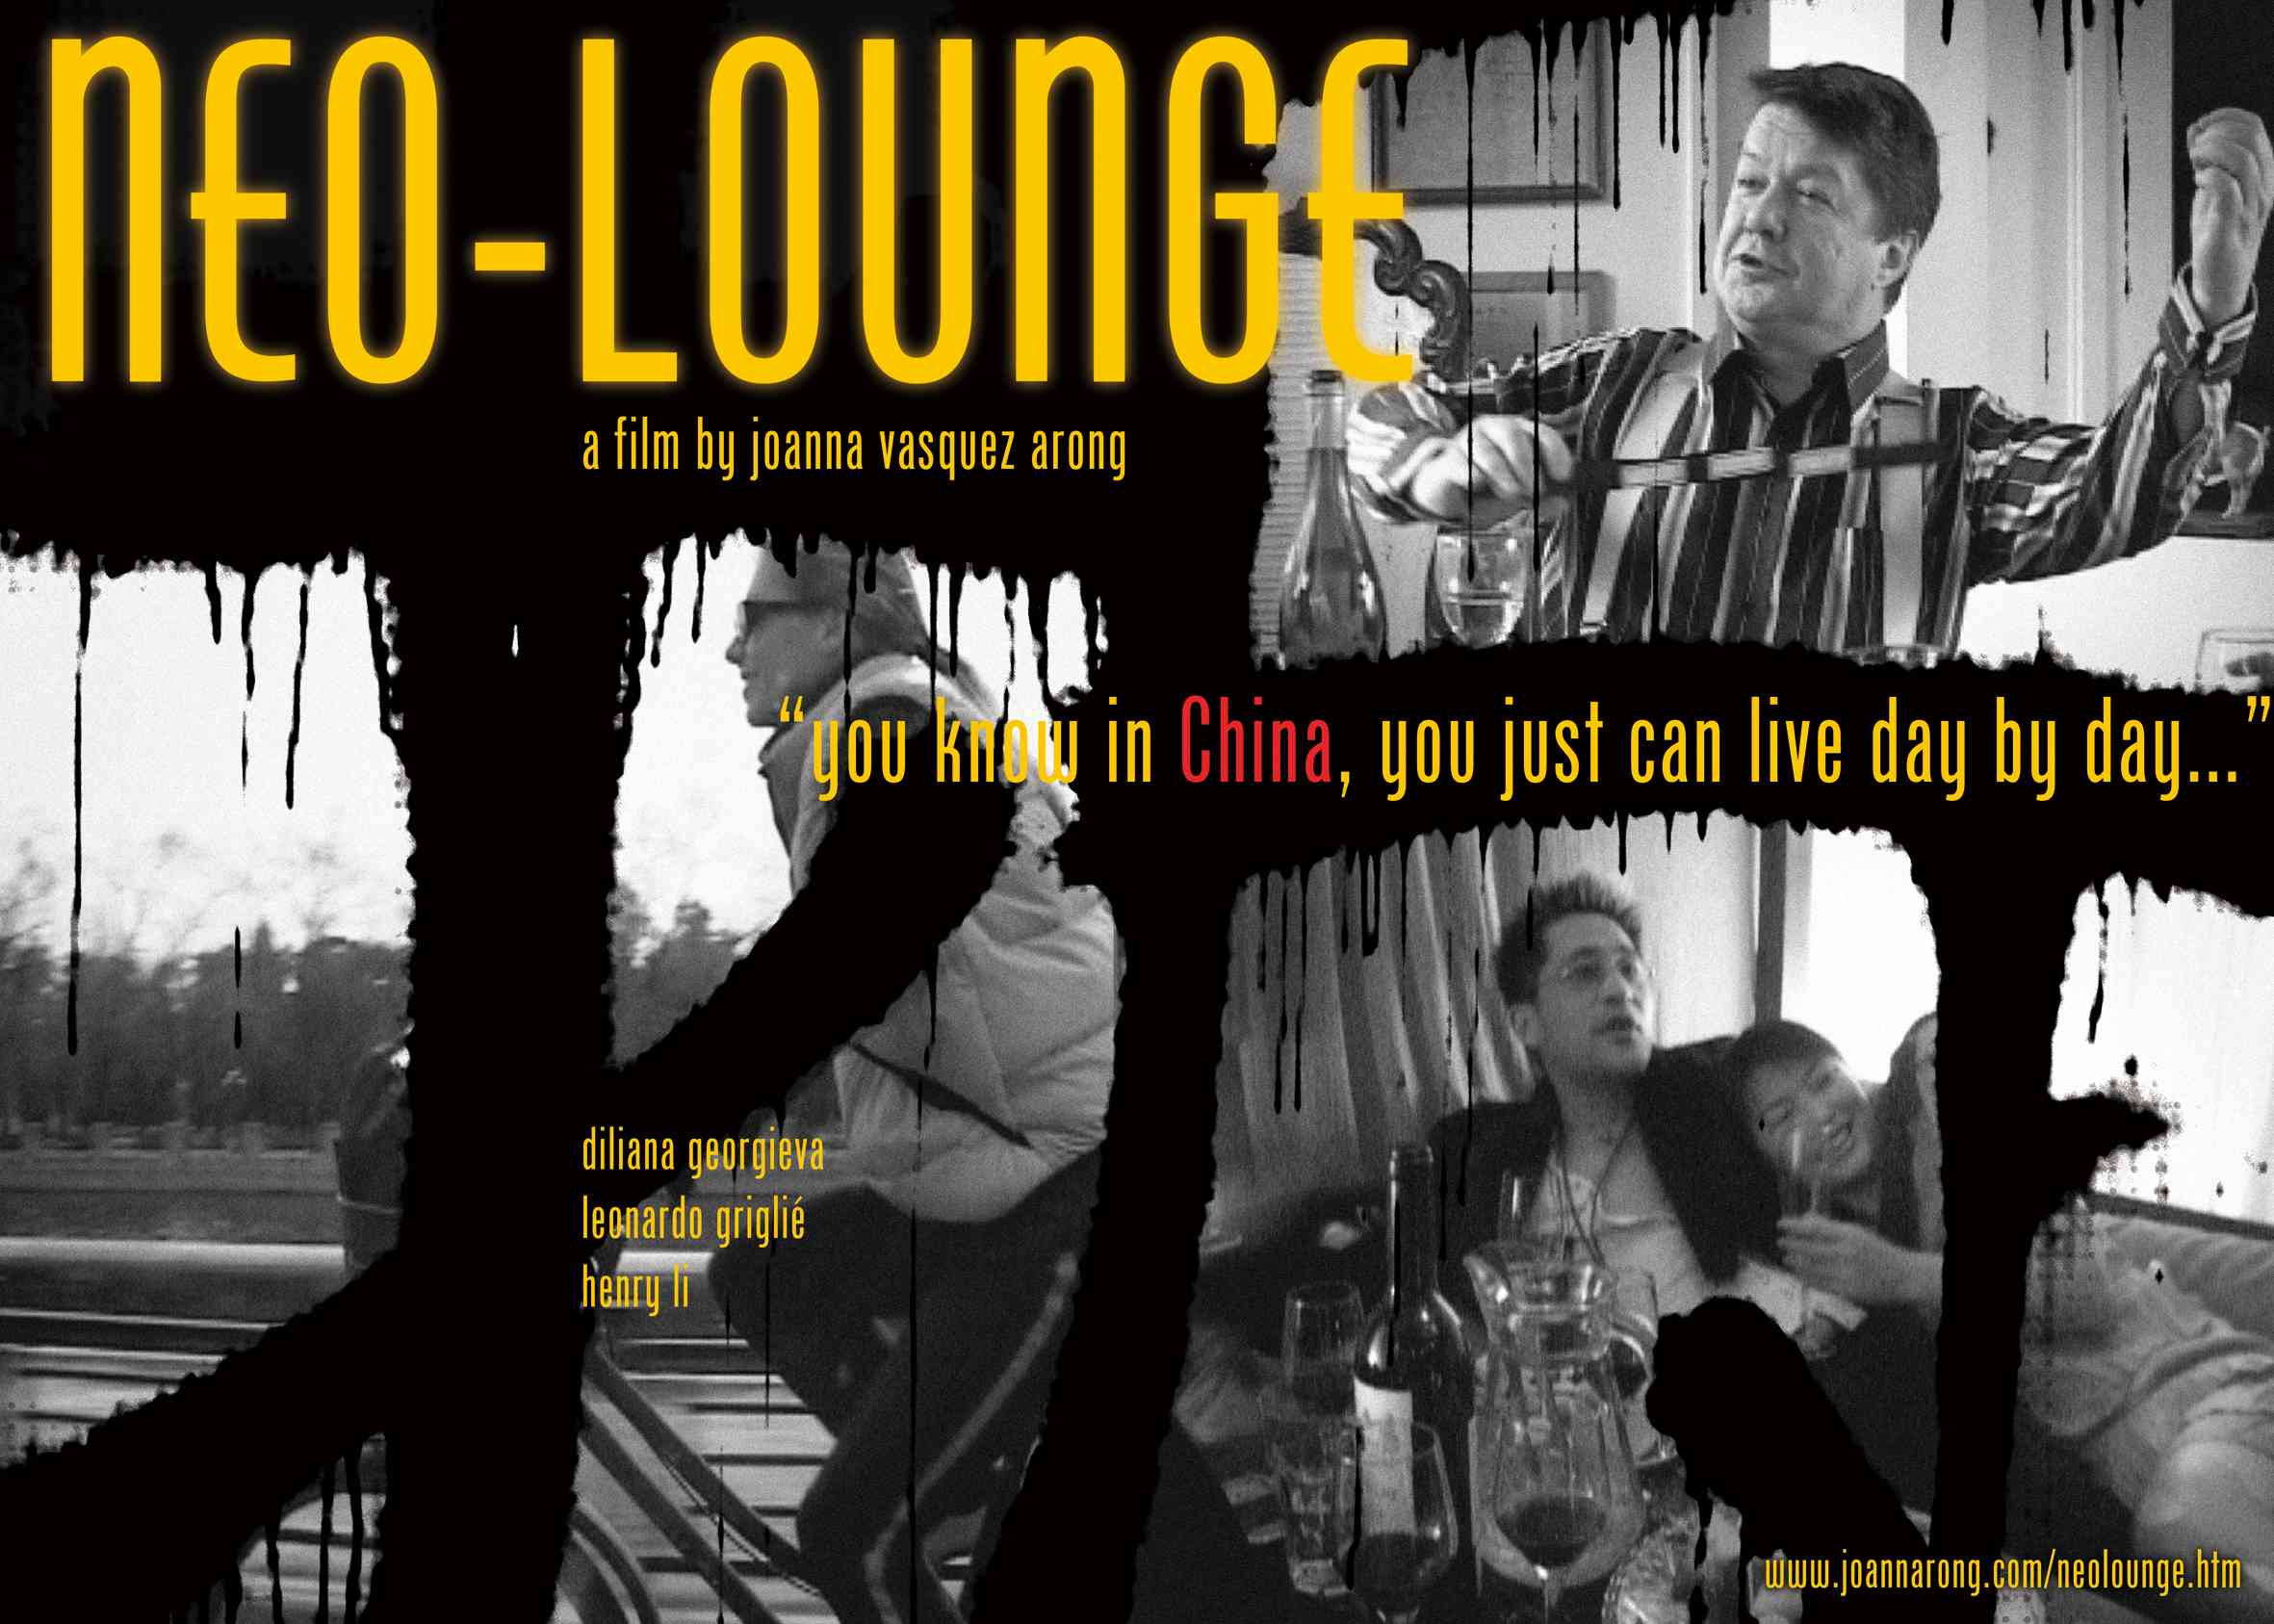 NEO-LOUNGE
a film by joanna vasquez arong
拆
“you know in China, you just can live day by day...”
diliana georgieva
leonardo griglié
henry li
www.joannarong.com/neolounge.htm